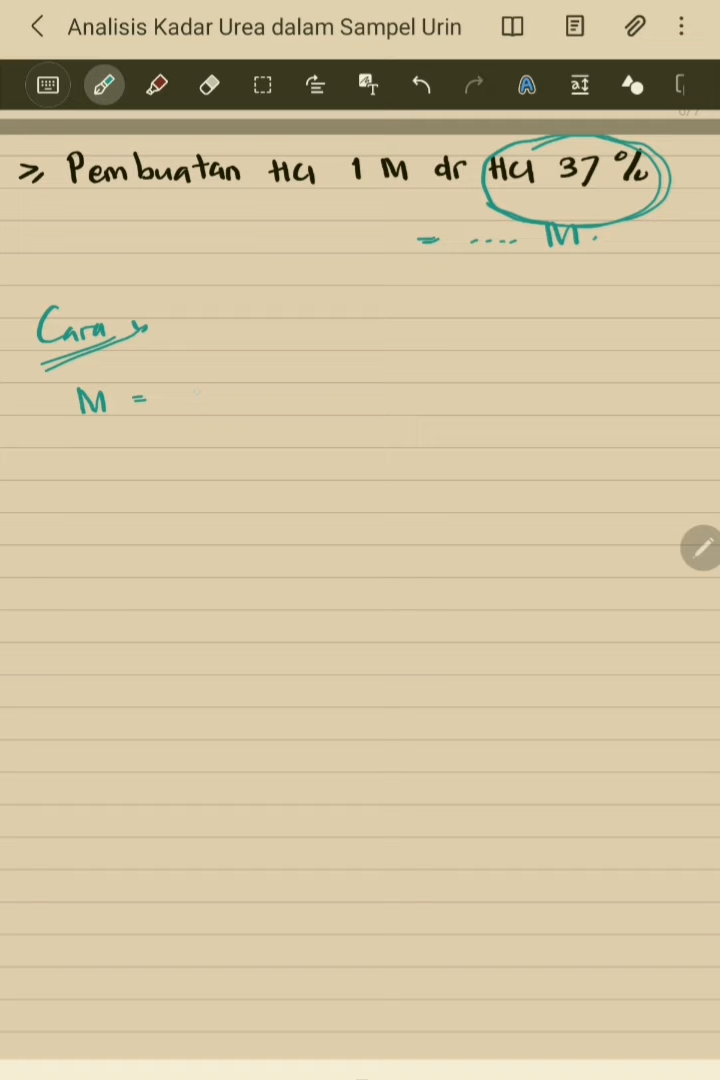 Analisis Kadar Urea dalam Sampel Urin
> Pembuatan HCl 1 M dr HCl 37 %
= .... M.
Cara >
M =